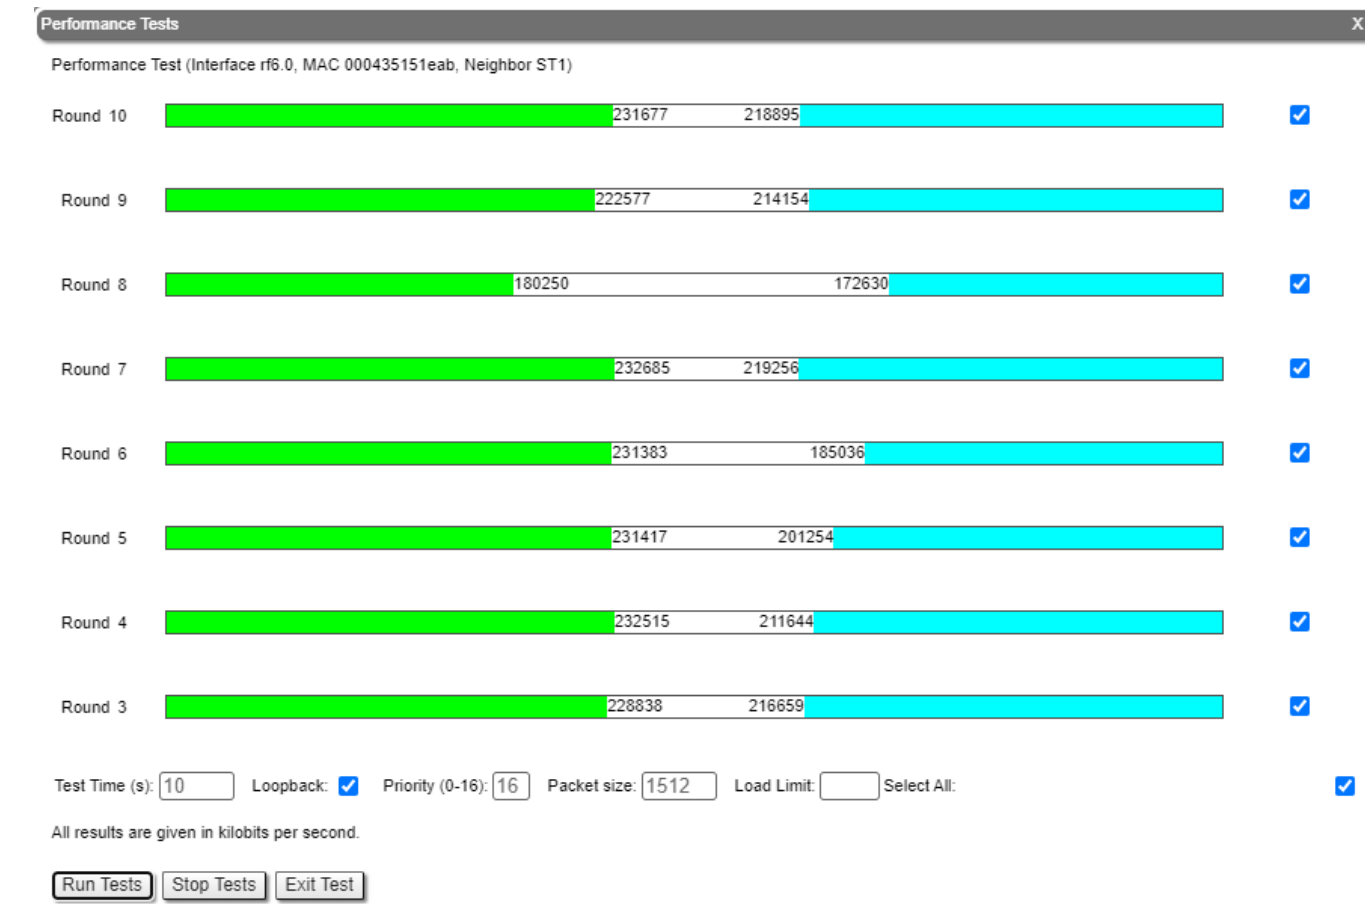 Performance Tests X
Performance Test (Interface rf6.0, MAC 000435151eab, Neighbor ST1)
Round 10 231677 218895
Round 9 222577 214154
Round 8 180250 172630
Round 7 232685 219256
Round 6 231383 185036
Round 5 231417 201254
Round 4 232515 211644
Round 3 228838 216659
Test Time (s): 10 Loopback: Priority (0-16): 16 Packet size: 1512 Load Limit: Select All:
All results are given in kilobits per second.
Run Tests Stop Tests Exit Test